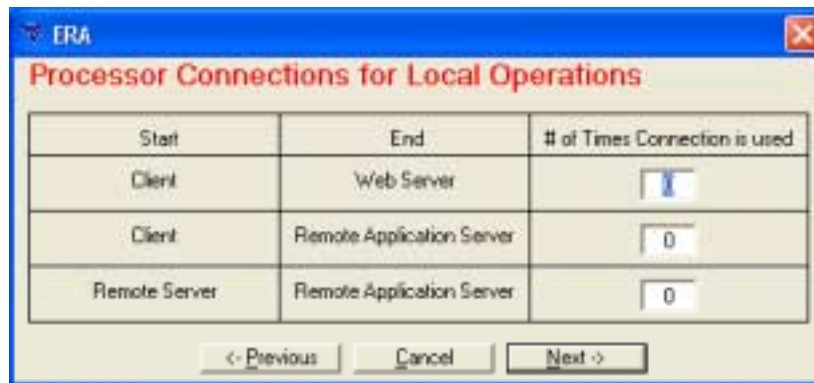 ERA
Processor Connections for Local Operations
Start End # of Times Connection is used
Client Web Server
Client Remote Application Server 0
Remote Server Remote Application Server 0
<- Previous Cancel Next ->